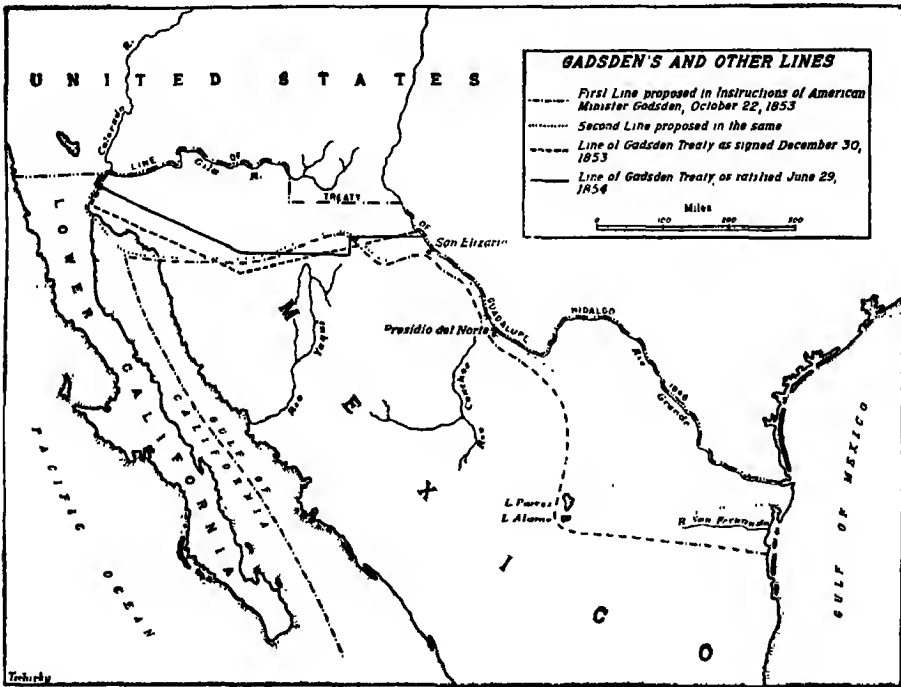 GADSDEN'S AND OTHER LINES
First Line proposed in Instructions of American
Minister Gadsden, October 22, 1853
Second Line proposed in the same
Line of Gadsden Treaty as signed December 30,
1853
Line of Gadsden Treaty as ratified June 29,
1854
Miles
0 100 200 300
UNITED STATES
Colorado R.
LINE OF
Gila R.
TREATY
OF
San Elizario
GUADALUPE
HIDALGO
1848
Presidio del Norte
Rio Grande
LOWER CALIFORNIA
GULF OF
CALIFORNIA
MEXICO
Rio Yaqui
Rio Conchos
L. Parras
L. Alamo
R. San Fernando
PACIFIC OCEAN
GULF OF MEXICO